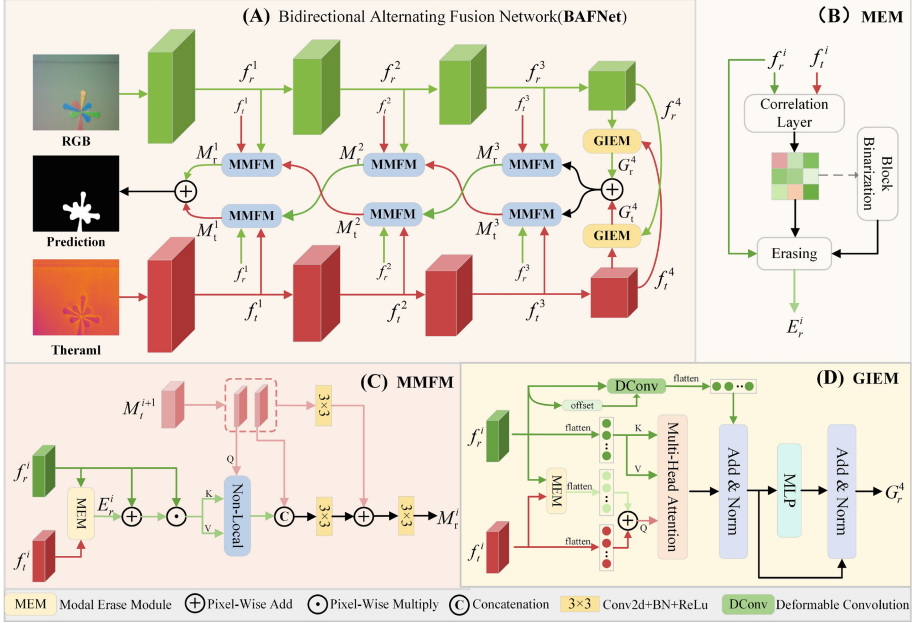 (A) Bidirectional Alternating Fusion Network(BAFNet)
RGB
Prediction
Theraml
f_r^1
f_r^2
f_r^3
f_r^4
f_t^1
f_t^2
f_t^3
M_r^1
MMFM
M_r^2
MMFM
M_r^3
MMFM
GIEM
G_r^4
M_t^1
MMFM
M_t^2
MMFM
M_t^3
MMFM
G_t^4
GIEM
f_r^1
f_r^2
f_r^3
f_t^1
f_t^2
f_t^3
f_t^4
(B) MEM
f_r^i
f_t^i
Correlation
Layer
Block
Binarization
Erasing
E_r^i
(C) MMFM
M_t^{i+1}
3×3
Q
f_r^i
MEM
E_r^i
K
V
Non-Local
C
3×3
3×3
M_r^i
f_t^i
(D) GIEM
DConv
flatten
offset
f_r^i
flatten
K
V
MEM
flatten
Q
flatten
f_t^i
Multi-Head Attention
Add & Norm
MLP
Add & Norm
G_r^4
MEM Modal Erase Module
Pixel-Wise Add
Pixel-Wise Multiply
C Concatenation
3×3 Conv2d+BN+ReLu
DConv Deformable Convolution